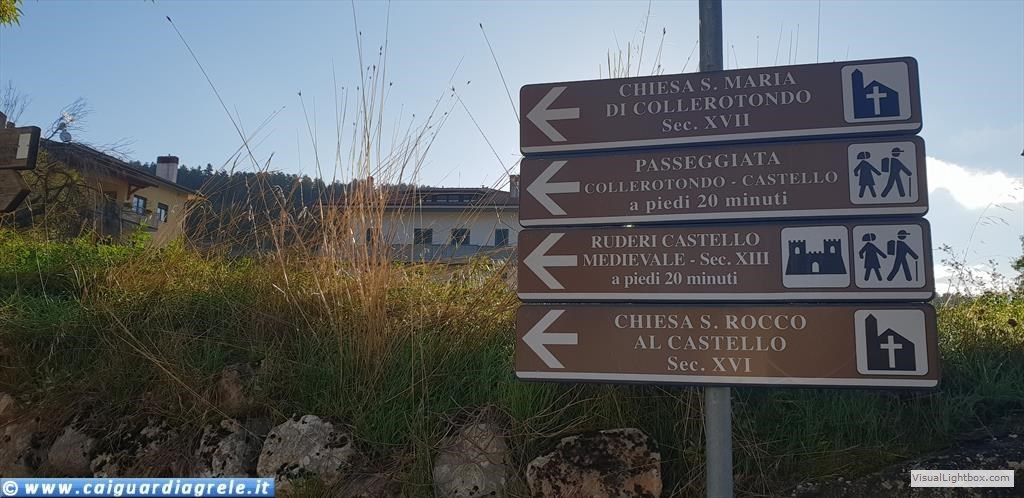 CHIESA S. MARIA
DI COLLEROTONDO
Sec. XVII
PASSEGGIATA
COLLEROTONDO - CASTELLO
a piedi 20 minuti
RUDERI CASTELLO
MEDIEVALE - Sec. XIII
a piedi 20 minuti
CHIESA S. ROCCO
AL CASTELLO
Sec. XVI
www.caiguardiagrele.it
VisualLightbox.com